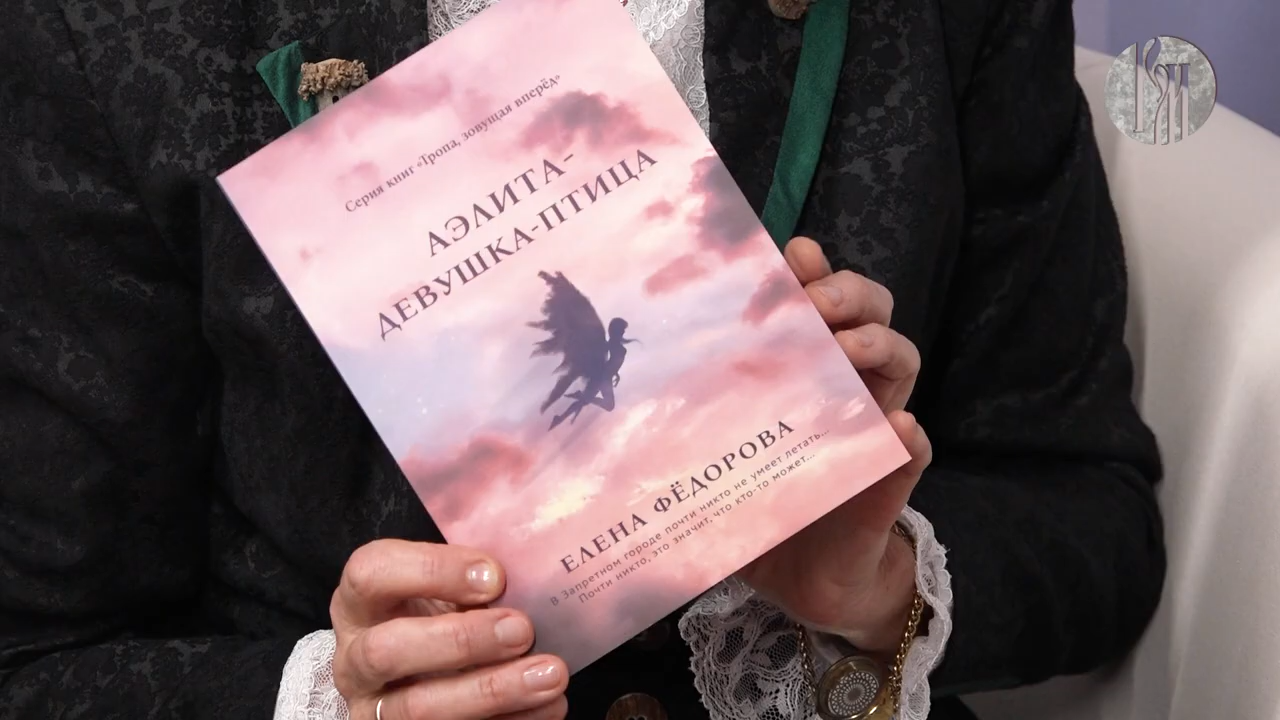 Серия книг «Тропа, зовущая вперёд»
АЭЛИТА-
ДЕВУШКА-ПТИЦА
ЕЛЕНА ФЁДОРОВА
В Запретном городе почти никто не умеет летать...
Почти никто, это значит, что кто-то может...